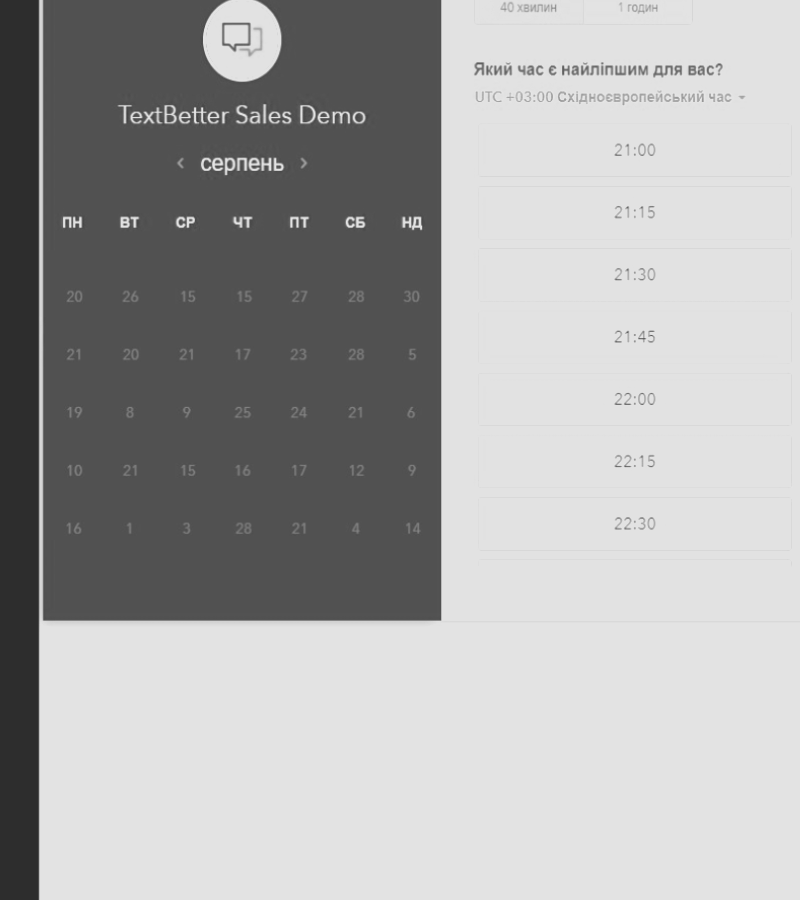 TextBetter Sales Demo
серпень
ПН ВТ СР ЧТ ПТ СБ НД
20 26 15 15 27 28 30
21 20 21 17 23 28 5
19 8 9 25 24 21 6
10 21 15 16 17 12 9
16 1 3 28 21 4 14
40 хвилин 1 годин
Який час є найліпшим для вас?
UTC +03:00 Східноєвропейський час
21:00
21:15
21:30
21:45
22:00
22:15
22:30